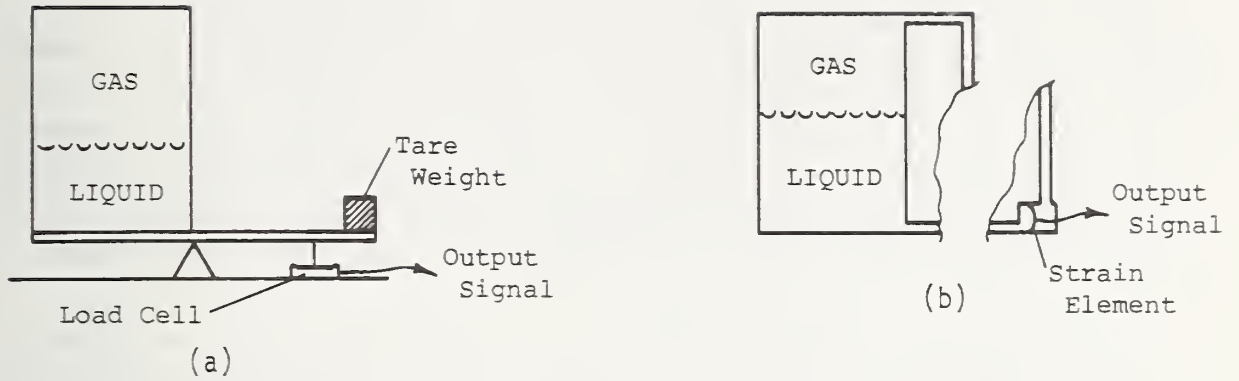 GAS
LIQUID
Tare
Weight
Output
Signal
Load Cell
(a)
GAS
LIQUID
Output
Signal
Strain
Element
(b)